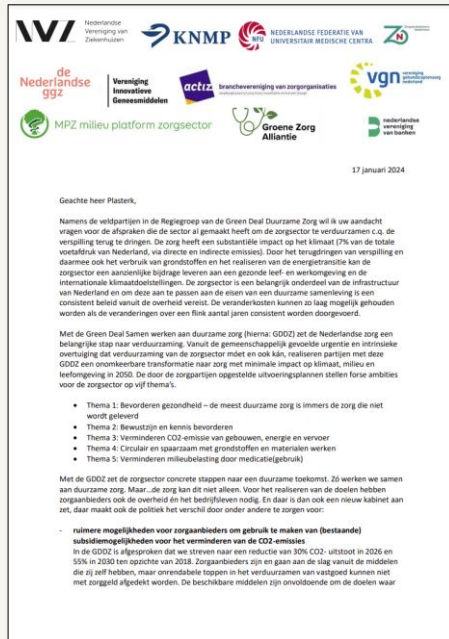 Nederlandse
Vereniging van
Ziekenhuizen
KNMP
NFU
NEDERLANDSE FEDERATIE VAN
UNIVERSITAIR MEDISCHE CENTRA
ZN
de
Nederlandse
ggz
Vereniging
Innovatieve
Geneesmiddelen
actiz
branchevereniging van zorgorganisaties
vgn
vereniging
gehandicaptenzorg
nederland
MPZ milieu platform zorgsector
Groene Zorg
Alliantie
nederlandse
vereniging
van banken
17 januari 2024
Geachte heer Plasterk,
Namens de veldpartijen in de Regiegroep van de Green Deal Duurzame Zorg wil ik uw aandacht
vragen voor de afspraken die de sector al gemaakt heeft om de zorgsector te verduurzamen c.q. de
verspilling terug te dringen. De zorg heeft een substantiële impact op het klimaat (7% van de totale
voetafdruk van Nederland, via directe en indirecte emissies). Door het terugdringen van verspilling en
daarmee ook het verbruik van grondstoffen en het realiseren van de energietransitie kan de
zorgsector een aanzienlijke bijdrage leveren aan een gezonde leef- en werkomgeving en de
internationale klimaatdoelstellingen. De zorgsector is een belangrijk onderdeel van de infrastructuur
van Nederland en om deze aan te passen aan de eisen van een duurzame samenleving is een
consistent beleid vanuit de overheid vereist. De veranderkosten kunnen zo laag mogelijk gehouden
worden als de veranderingen over een flink aantal jaren consistent worden doorgevoerd.
Met de Green Deal Samen werken aan duurzame zorg (hierna: GDDZ) zet de Nederlandse zorg een
belangrijke stap naar verduurzaming. Vanuit de gemeenschappelijk gevoelde urgentie en intrinsieke
overtuiging dat verduurzaming van de zorgsector móet en ook kán, realiseren partijen met deze
GDDZ een onomkeerbare transformatie naar zorg met minimale impact op klimaat, milieu en
leefomgeving in 2050. De door de zorgpartijen opgestelde uitvoeringsplannen stellen forse ambities
voor de zorgsector op vijf thema’s.
• Thema 1: Bevorderen gezondheid – de meest duurzame zorg is immers de zorg die niet
wordt geleverd
• Thema 2: Bewustzijn en kennis bevorderen
• Thema 3: Verminderen CO2-emissie van gebouwen, energie en vervoer
• Thema 4: Circulair en spaarzaam met grondstoffen en materialen werken
• Thema 5: Verminderen milieubelasting door medicatie(gebruik)
Met de GDDZ zet de zorgsector concrete stappen naar een duurzame toekomst. Zó werken we samen
aan duurzame zorg. Maar…de zorg kan dit niet alleen. Voor het realiseren van de doelen hebben
zorgaanbieders ook de overheid én het bedrijfsleven nodig. En daar is dan ook een nieuw kabinet aan
zet, daar maakt ook de politiek het verschil door onder andere te zorgen voor:
- ruimere mogelijkheden voor zorgaanbieders om gebruik te maken van (bestaande)
subsidiemogelijkheden voor het verminderen van de CO2-emissies
In de GDDZ is afgesproken dat we streven naar een reductie van 30% CO2- uitstoot in 2026 en
55% in 2030 ten opzichte van 2018. Zorgaanbieders zijn en gaan aan de slag vanuit de middelen
die zij zelf hebben, maar onrendabele toppen in het verduurzamen van vastgoed kunnen niet
met zorggeld afgedekt worden. De beschikbare middelen zijn onvoldoende om de doelen waar